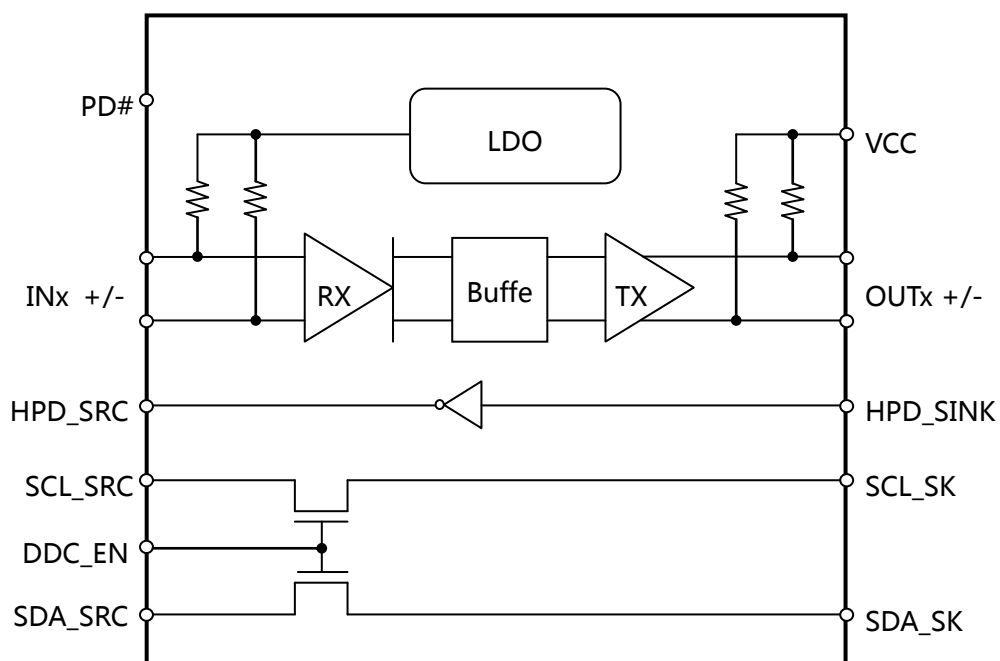 PD#
LDO
VCC
INx +/-
RX
Buffe
TX
OUTx +/-
HPD_SRC
HPD_SINK
SCL_SRC
SCL_SK
DDC_EN
SDA_SRC
SDA_SK